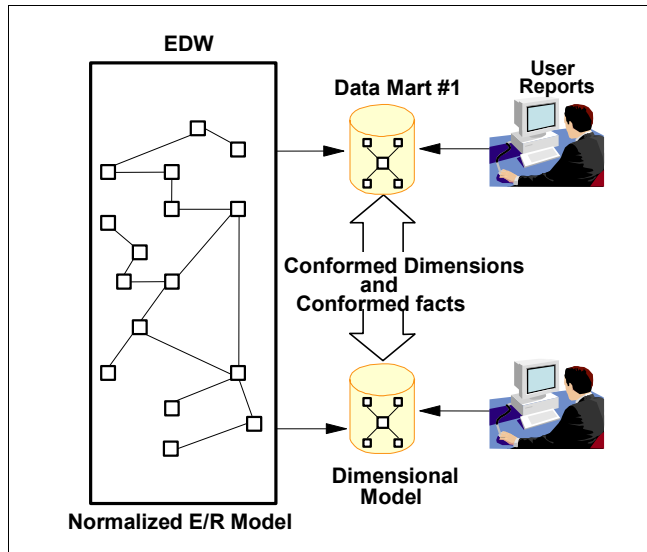 EDW
Data Mart #1
User
Reports
Conformed Dimensions
and
Conformed facts
Dimensional
Model
Normalized E/R Model